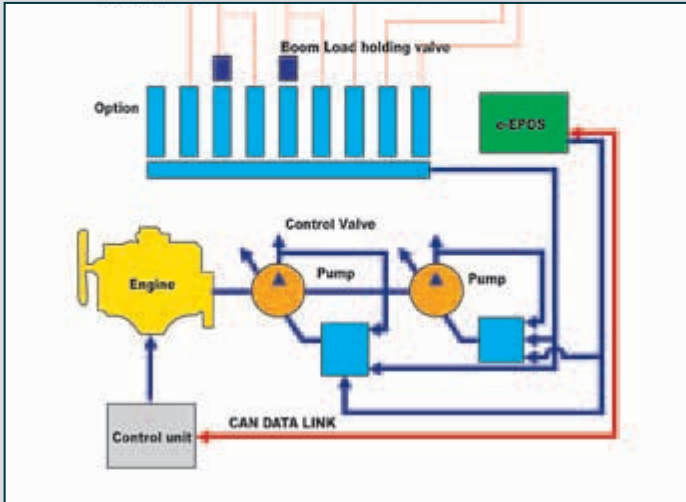 Boom Load holding valve
Option
e-EPOS
Control Valve
Pump
Pump
Engine
CAN DATA LINK
Control unit